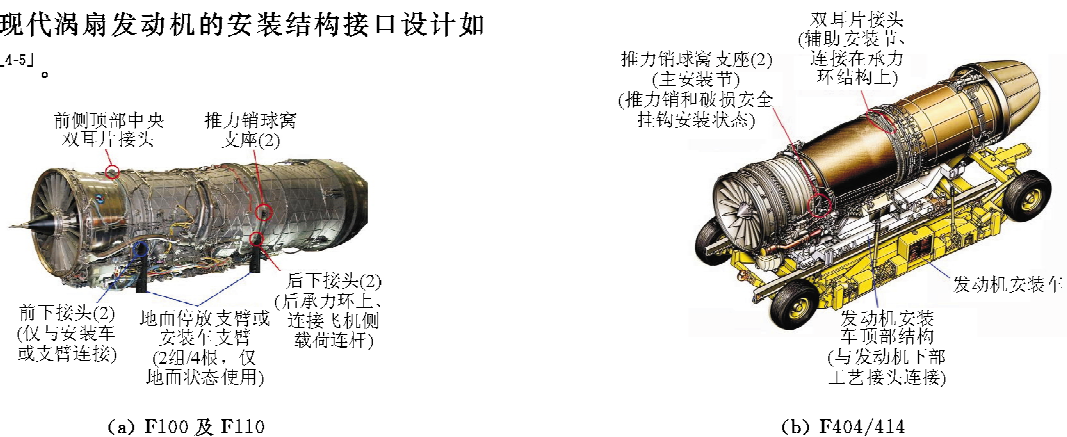 现代涡扇发动机的安装结构接口设计如
[4-5]。
前侧顶部中央
双耳片接头
推力销球窝
支座(2)
前下接头(2)
(仅与安装车
或支臂连接)
地面停放支臂或
安装车支臂
(2组/4根，仅
地面状态使用)
后下接头(2)
(后承力环上、
连接飞机侧
载荷连杆)
(a) F100及F110
推力销球窝支座(2)
(主安装节)
(推力销和破损安全
挂钩安装状态)
双耳片接头
(辅助安装节、
连接在承力
环结构上)
发动机安装车
发动机安装
车顶部结构
(与发动机下部
工艺接头连接)
(b) F404/414